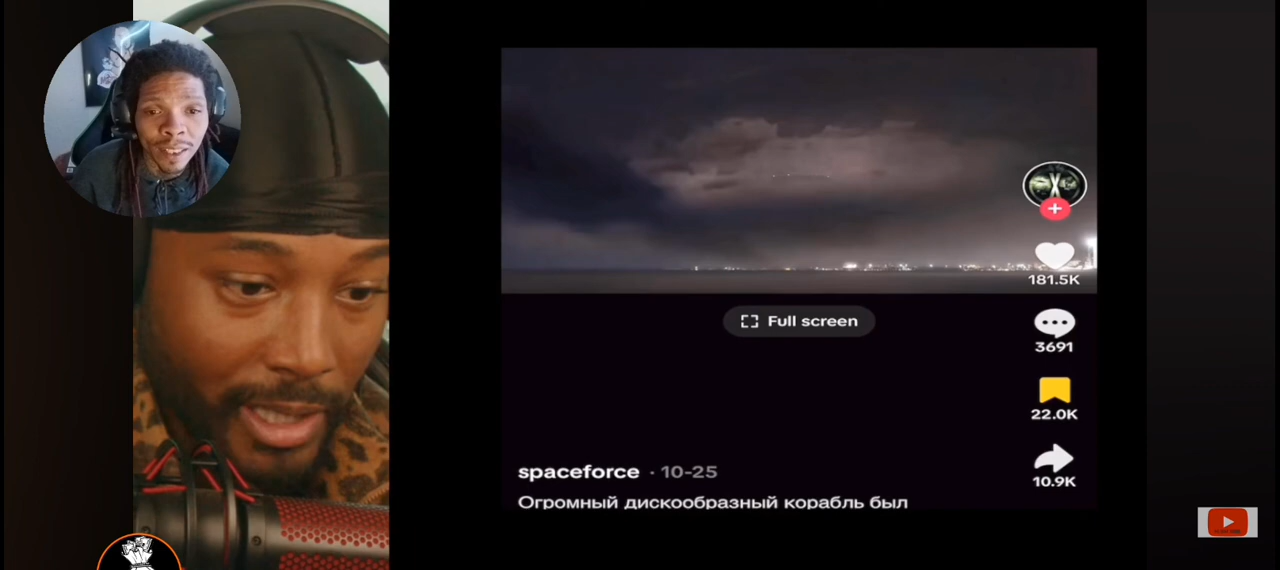 181.5K
Full screen
3691
22.0K
10.9K
spaceforce · 10-25
Огромный дискообразный корабль был